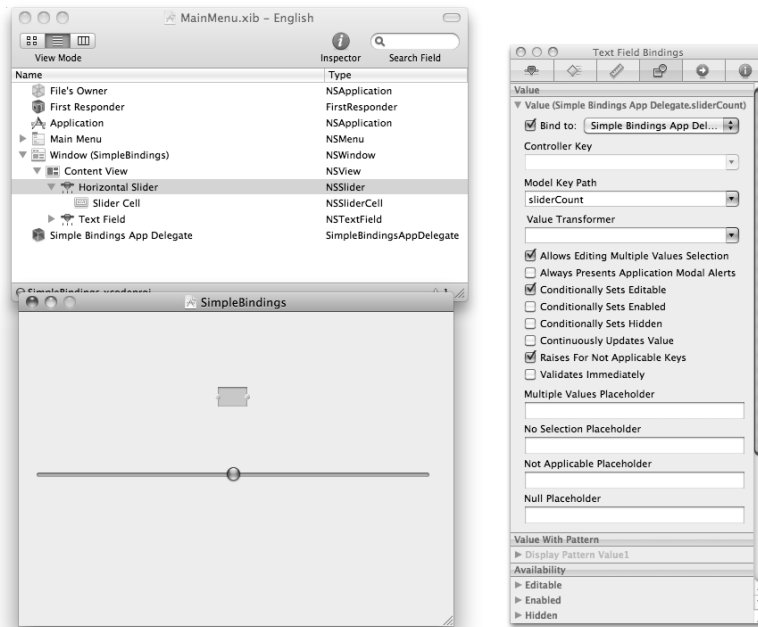 MainMenu.xib – English
View Mode
Inspector
Search Field
Name Type
File's Owner NSApplication
First Responder FirstResponder
Application NSApplication
Main Menu NSMenu
Window (SimpleBindings) NSWindow
Content View NSView
Horizontal Slider NSSlider
Slider Cell NSSliderCell
Text Field NSTextField
Simple Bindings App Delegate SimpleBindingsAppDelegate
SimpleBindings
Text Field Bindings
Value
Value (Simple Bindings App Delegate.sliderCount)
Bind to: Simple Bindings App Del...
Controller Key
Model Key Path
sliderCount
Value Transformer
Allows Editing Multiple Values Selection
Always Presents Application Modal Alerts
Conditionally Sets Editable
Conditionally Sets Enabled
Conditionally Sets Hidden
Continuously Updates Value
Raises For Not Applicable Keys
Validates Immediately
Multiple Values Placeholder
No Selection Placeholder
Not Applicable Placeholder
Null Placeholder
Value With Pattern
Display Pattern Value1
Availability
Editable
Enabled
Hidden